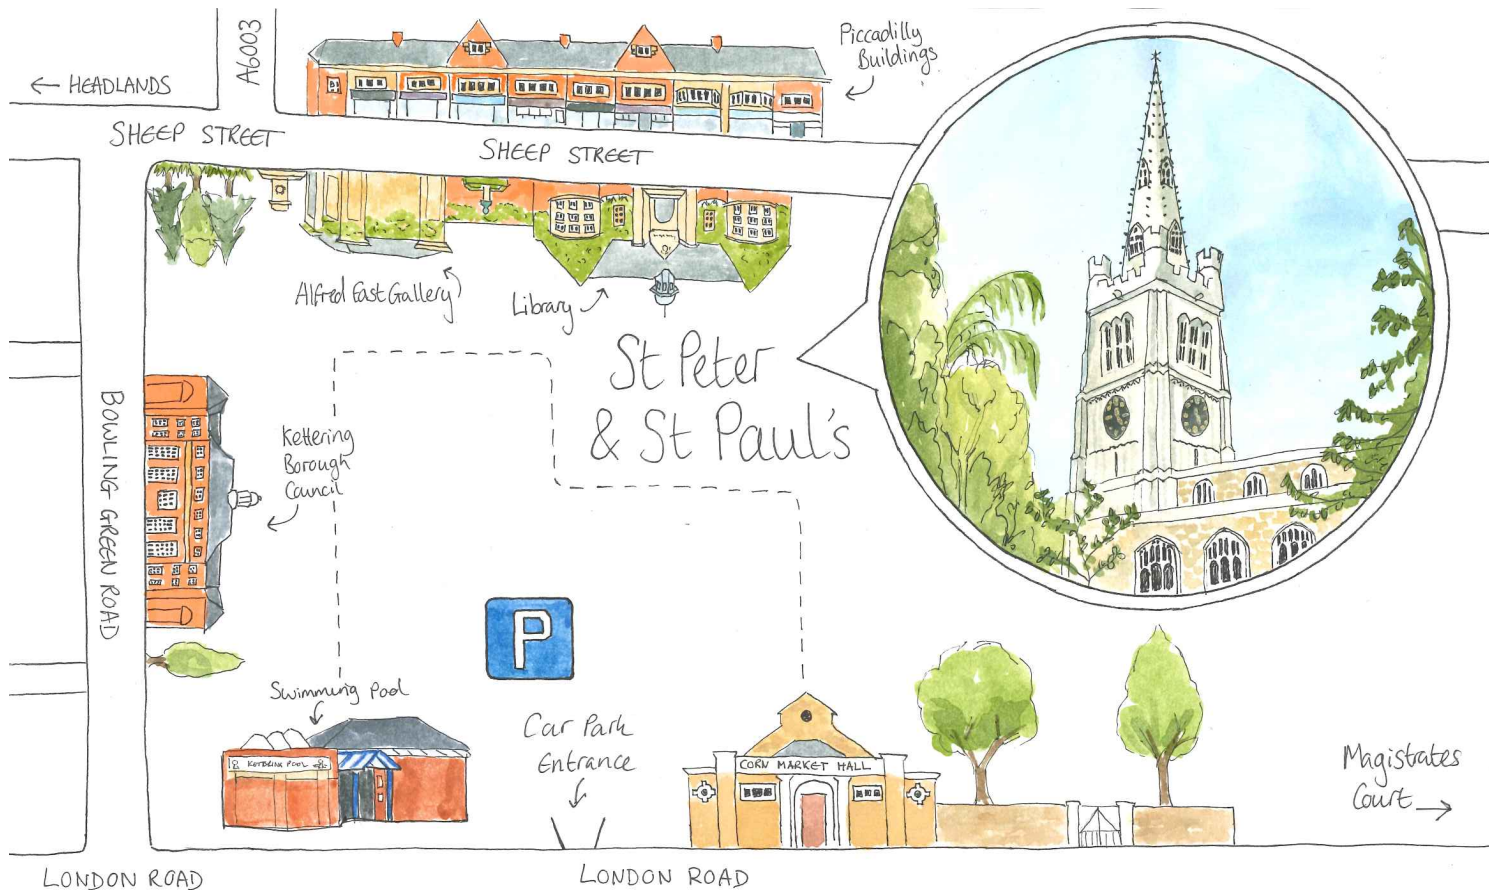 A6003
Piccadilly
Buildings
← HEADLANDS
SHEEP STREET
SHEEP STREET
Alfred East Gallery
Library
St Peter
& St Paul's
BOWLING GREEN ROAD
Kettering
Borough
Council
P
Swimming Pool
KETTERING POOL
Car Park
Entrance
CORN MARKET HALL
Magistrates
Court →
LONDON ROAD
LONDON ROAD